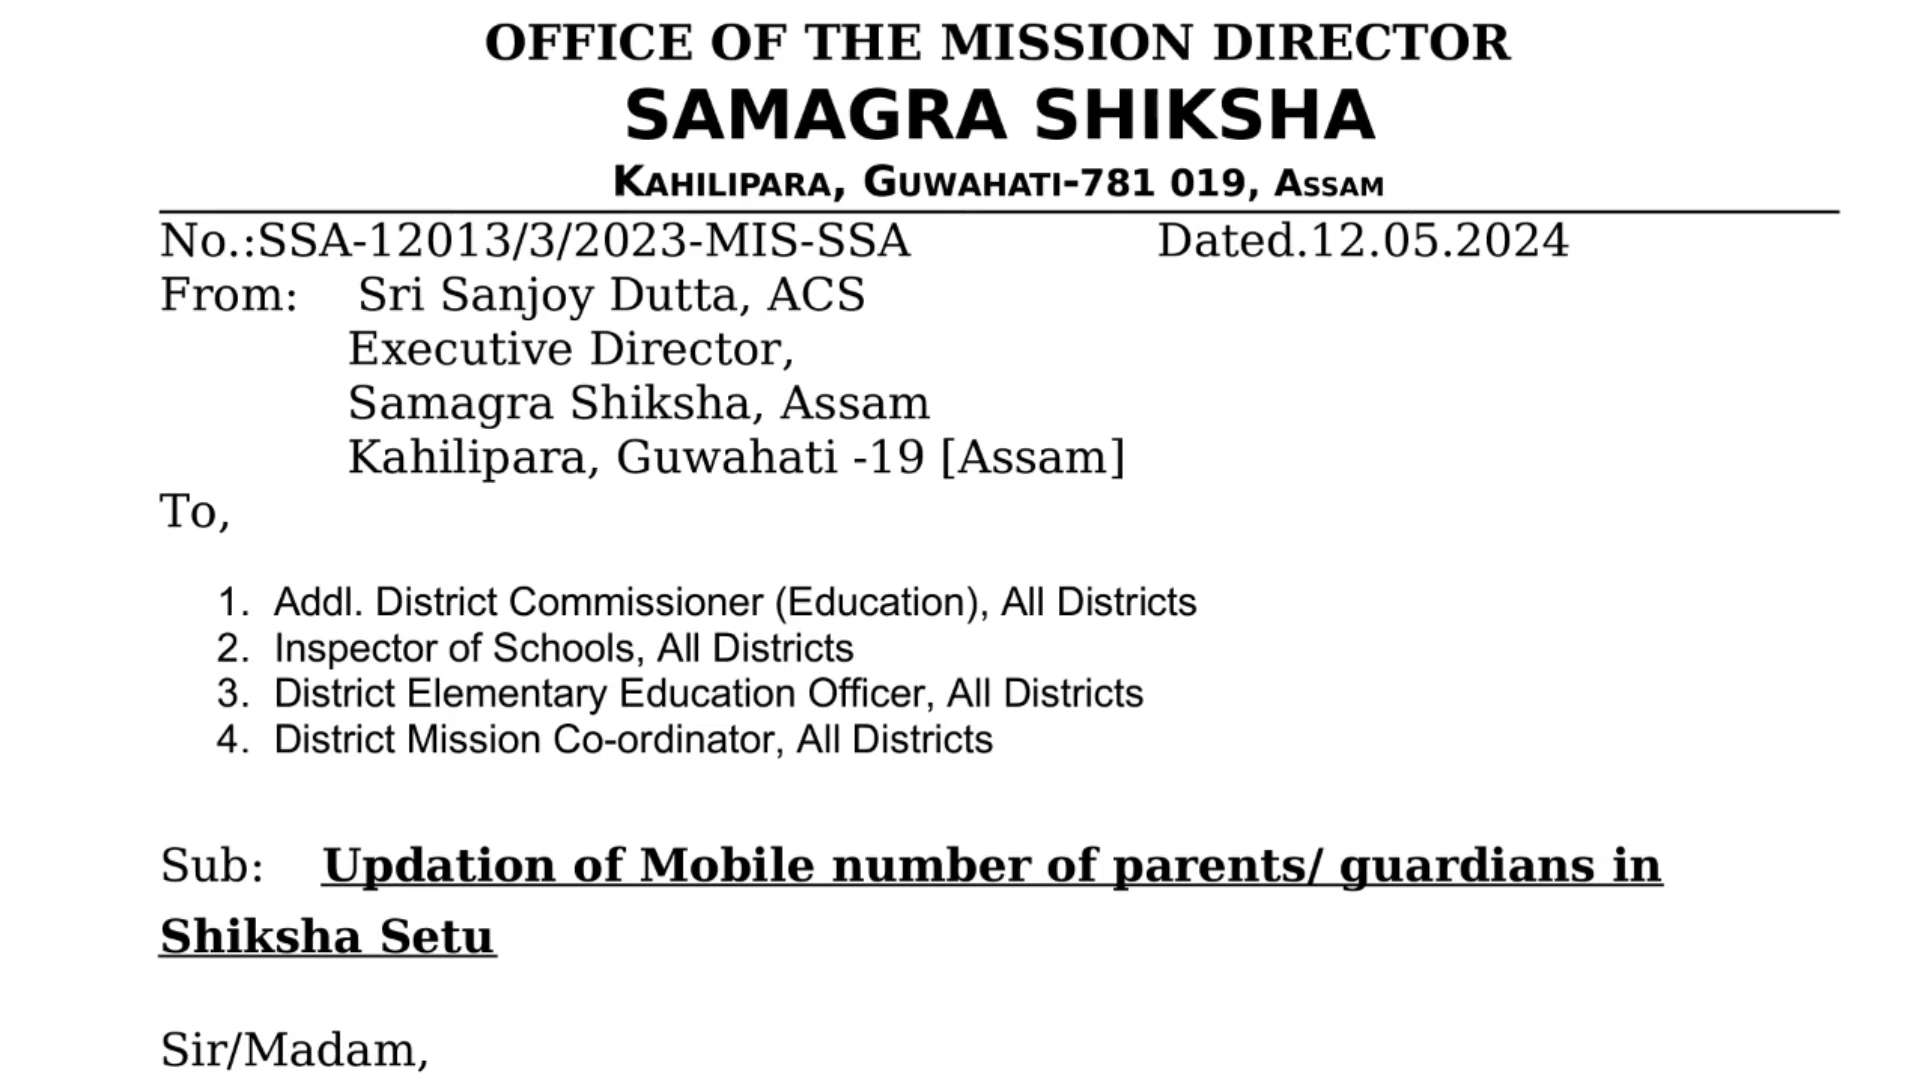 OFFICE OF THE MISSION DIRECTOR
SAMAGRA SHIKSHA
KAHILIPARA, GUWAHATI-781 019, ASSAM
No.:SSA-12013/3/2023-MIS-SSA Dated.12.05.2024
From: Sri Sanjoy Dutta, ACS
Executive Director,
Samagra Shiksha, Assam
Kahilipara, Guwahati -19 [Assam]
To,
1. Addl. District Commissioner (Education), All Districts
2. Inspector of Schools, All Districts
3. District Elementary Education Officer, All Districts
4. District Mission Co-ordinator, All Districts
Sub: Updation of Mobile number of parents/ guardians in
Shiksha Setu
Sir/Madam,